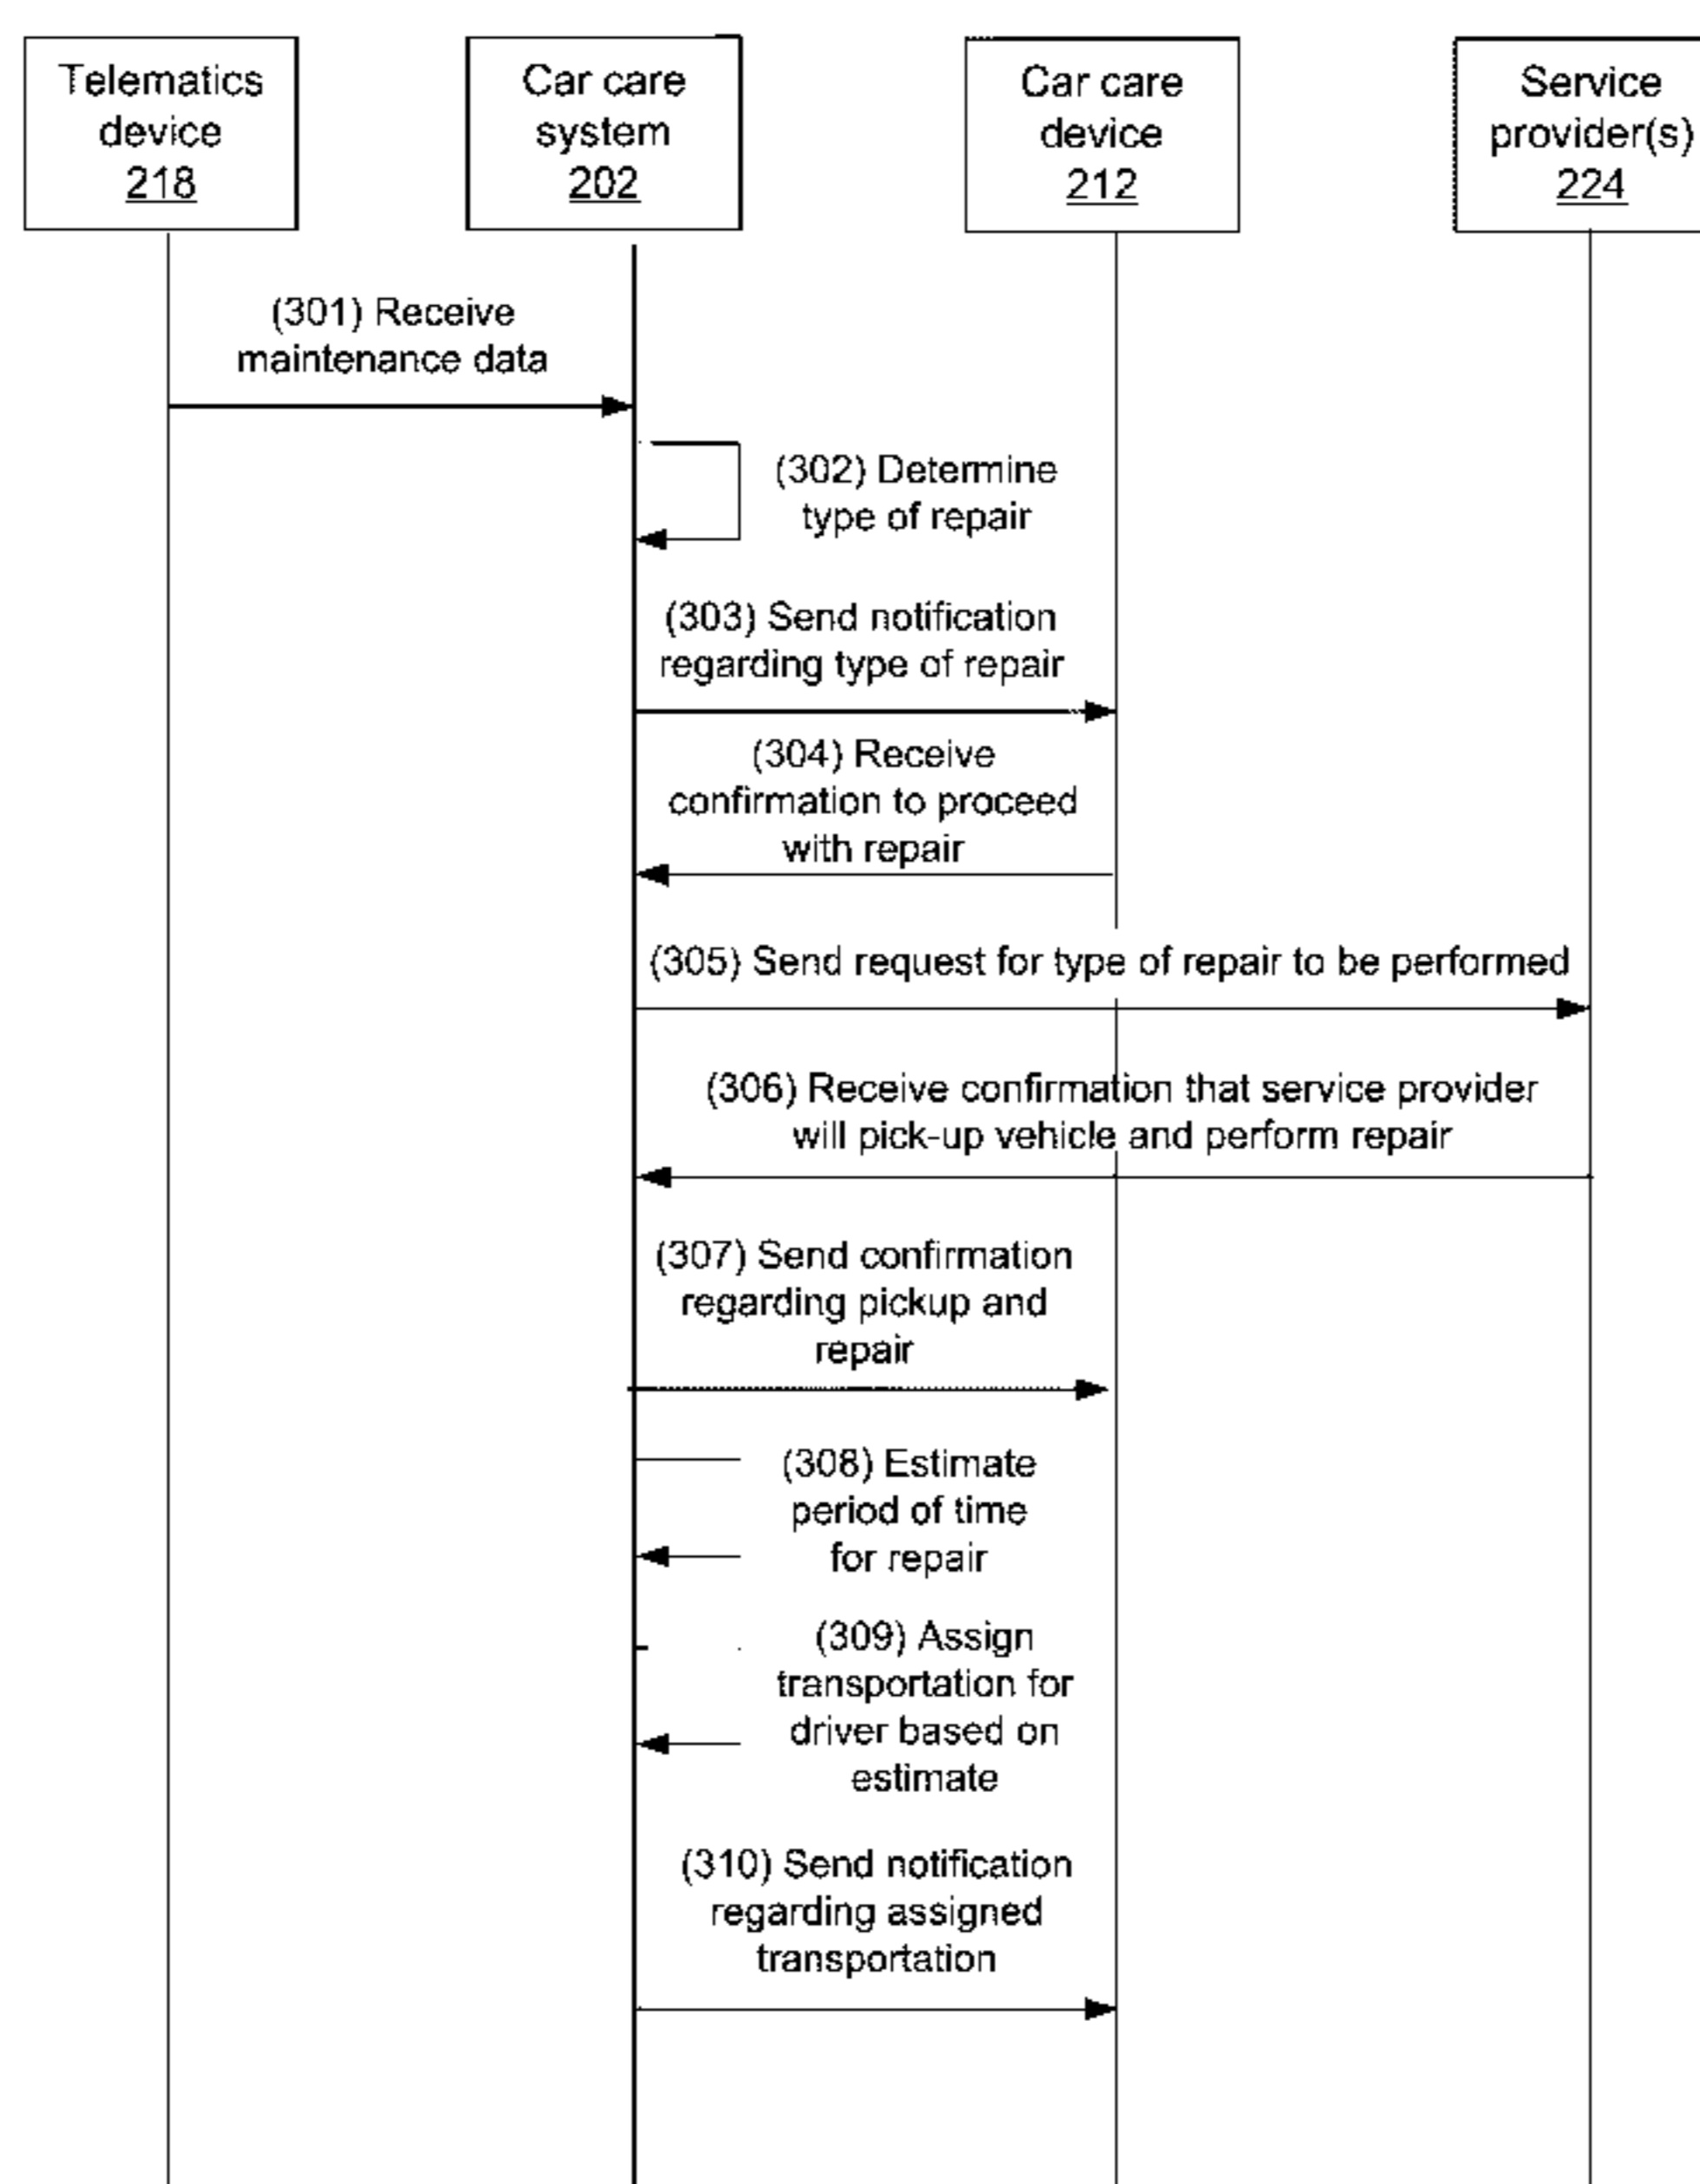 Telematics
device
218
Car care
system
202
Car care
device
212
Service
provider(s)
224
(301) Receive
maintenance data
(302) Determine
type of repair
(303) Send notification
regarding type of repair
(304) Receive
confirmation to proceed
with repair
(305) Send request for type of repair to be performed
(306) Receive confirmation that service provider
will pick-up vehicle and perform repair
(307) Send confirmation
regarding pickup and
repair
(308) Estimate
period of time
for repair
(309) Assign
transportation for
driver based on
estimate
(310) Send notification
regarding assigned
transportation